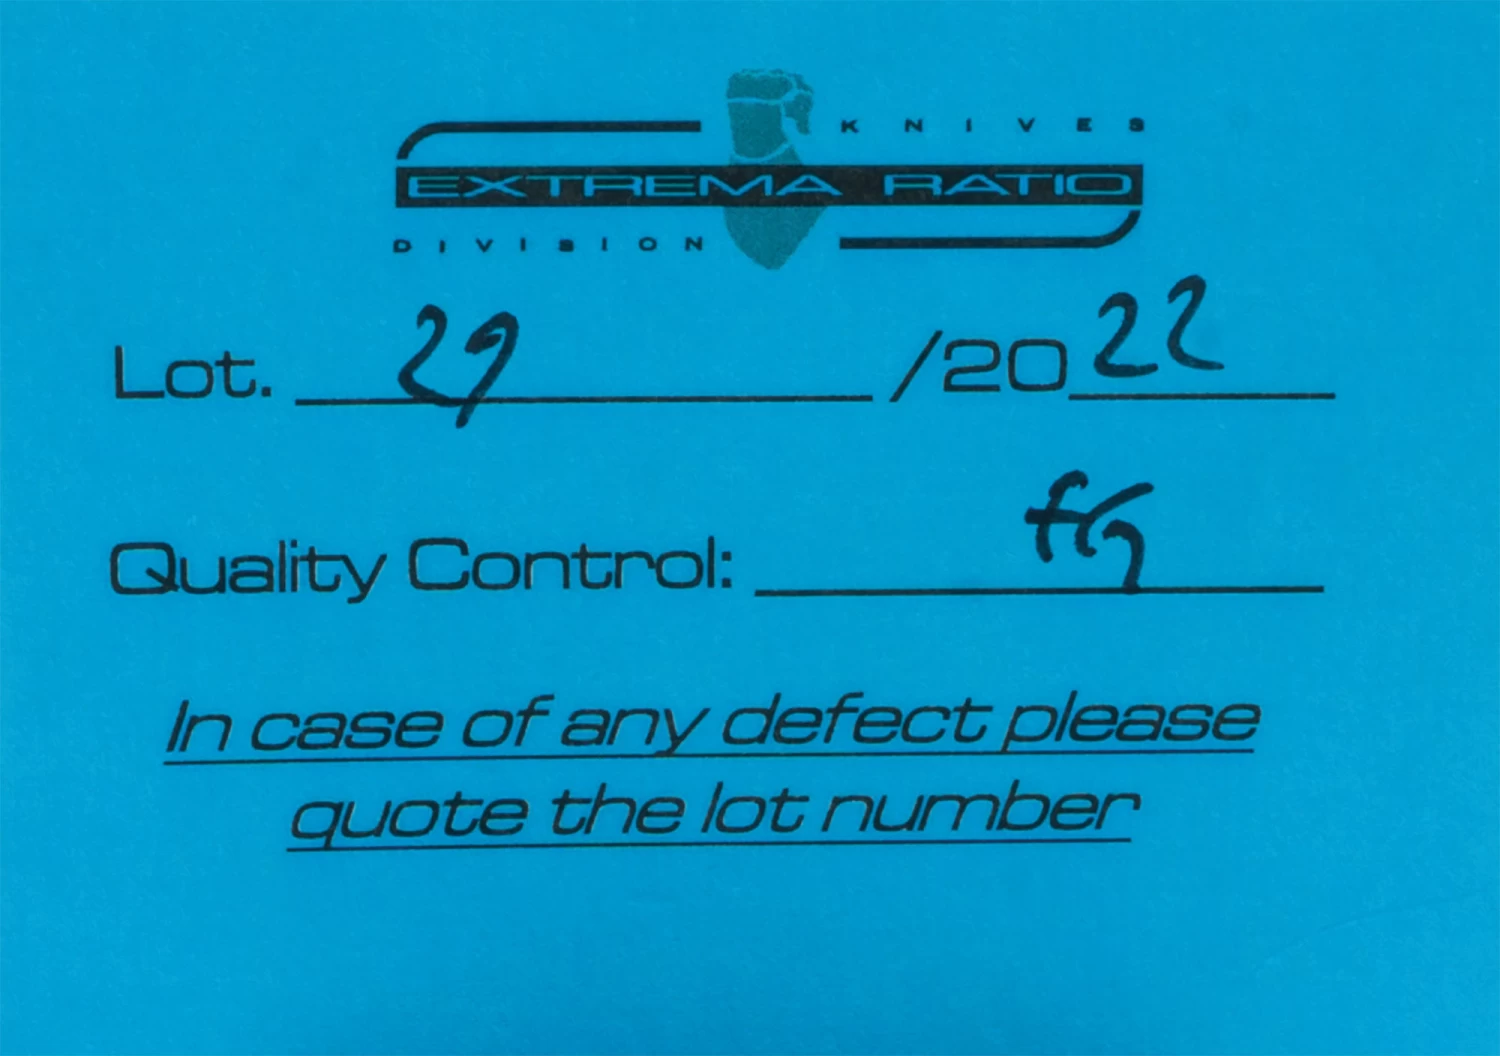 KNIVES
EXTREMA RATIO
DIVISION
Lot. 29 /2022
Quality Control:
In case of any defect please
quote the lot number